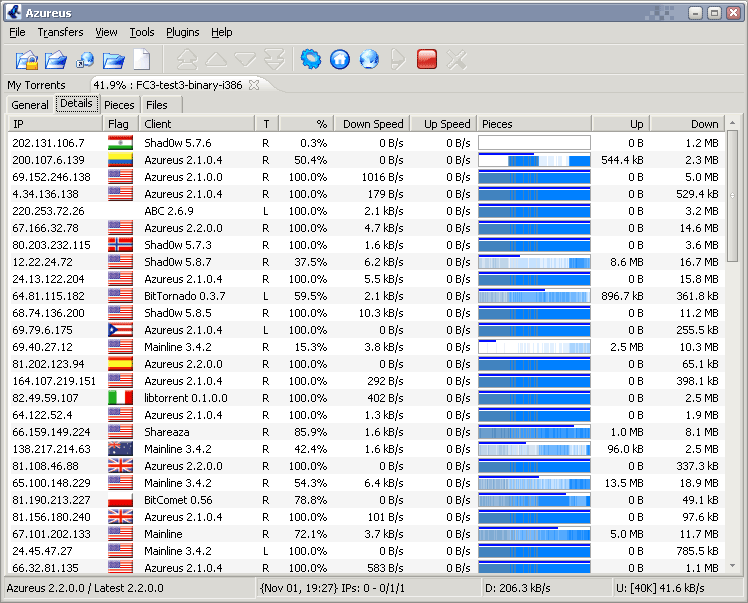 Azureus
File Transfers View Tools Plugins Help
My Torrents 41.9% : FC3-test3-binary-i386
General Details Pieces Files
IP Flag Client T % Down Speed Up Speed Pieces Up Down
202.131.106.7 Shad0w 5.7.6 R 0.3% 0 B/s 0 B/s 0 B 1.2 MB
200.107.6.139 Azureus 2.1.0.4 R 50.4% 0 B/s 0 B/s 544.4 kB 2.3 MB
69.152.246.138 Azureus 2.1.0.0 R 100.0% 1016 B/s 0 B/s 0 B 5.0 MB
4.34.136.138 Azureus 2.1.0.4 R 100.0% 179 B/s 0 B/s 0 B 529.4 kB
220.253.72.26 ABC 2.6.9 L 100.0% 2.1 kB/s 0 B/s 0 B 3.2 MB
67.166.32.78 Azureus 2.2.0.0 R 100.0% 4.7 kB/s 0 B/s 0 B 14.6 MB
80.203.232.115 Shad0w 5.7.3 R 100.0% 1.6 kB/s 0 B/s 0 B 3.6 MB
12.22.24.72 Shad0w 5.8.7 R 37.5% 6.2 kB/s 0 B/s 8.6 MB 16.7 MB
24.13.122.204 Azureus 2.1.0.4 R 100.0% 5.5 kB/s 0 B/s 0 B 15.8 MB
64.81.115.182 BitTornado 0.3.7 L 59.5% 2.1 kB/s 0 B/s 896.7 kB 361.8 kB
68.74.136.200 Shad0w 5.8.5 R 100.0% 10.3 kB/s 0 B/s 0 B 11.2 MB
69.79.6.175 Azureus 2.1.0.4 L 100.0% 0 B/s 0 B/s 0 B 255.5 kB
69.40.27.12 Mainline 3.4.2 R 15.3% 3.8 kB/s 0 B/s 2.5 MB 10.3 MB
81.202.123.94 Azureus 2.2.0.0 R 100.0% 0 B/s 0 B/s 0 B 65.1 kB
164.107.219.151 Azureus 2.1.0.4 R 100.0% 292 B/s 0 B/s 0 B 398.1 kB
82.49.59.107 libtorrent 0.1.0.0 R 100.0% 402 B/s 0 B/s 0 B 2.5 MB
64.122.52.4 Azureus 2.1.0.4 R 100.0% 1.3 kB/s 0 B/s 0 B 1.9 MB
66.159.149.224 Shareaza R 85.9% 1.6 kB/s 0 B/s 1.0 MB 8.1 MB
138.217.214.63 Mainline 3.4.2 R 42.4% 1.6 kB/s 0 B/s 96.0 kB 2.5 MB
81.108.46.88 Azureus 2.2.0.0 R 100.0% 0 B/s 0 B/s 0 B 337.3 kB
65.100.148.229 Mainline 3.4.2 R 54.3% 6.4 kB/s 0 B/s 13.5 MB 18.9 MB
81.190.213.227 BitComet 0.56 R 78.8% 0 B/s 0 B/s 0 B 49.1 kB
81.156.180.240 Azureus 2.1.0.4 R 100.0% 101 B/s 0 B/s 0 B 97.6 kB
67.101.202.133 Mainline R 72.1% 3.7 kB/s 0 B/s 5.0 MB 11.7 MB
24.45.47.27 Mainline 3.4.2 L 100.0% 0 B/s 0 B/s 0 B 785.5 kB
66.32.81.135 Azureus 2.1.0.4 R 100.0% 583 B/s 0 B/s 0 B 1.1 MB
Azureus 2.2.0.0 / Latest 2.2.0.0 {Nov 01, 19:27} IPs: 0 - 0/1/1 D: 206.3 kB/s U: [40K] 41.6 kB/s